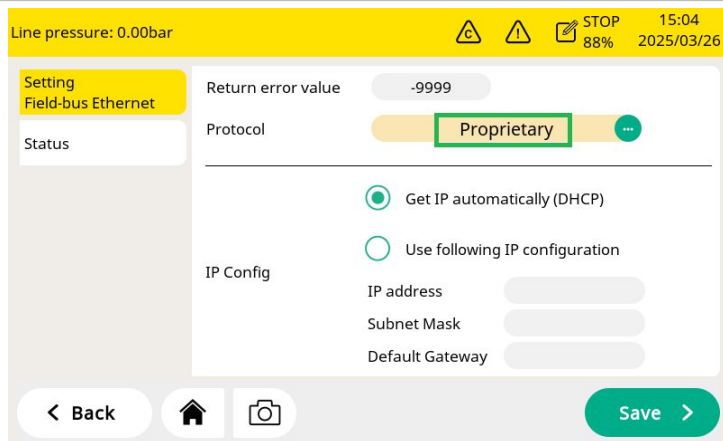 Line pressure: 0.00bar
C
STOP
88%
15:04
2025/03/26
Setting
Field-bus Ethernet
Status
Return error value
-9999
Protocol
Proprietary
Get IP automatically (DHCP)
Use following IP configuration
IP Config
IP address
Subnet Mask
Default Gateway
Back
Save